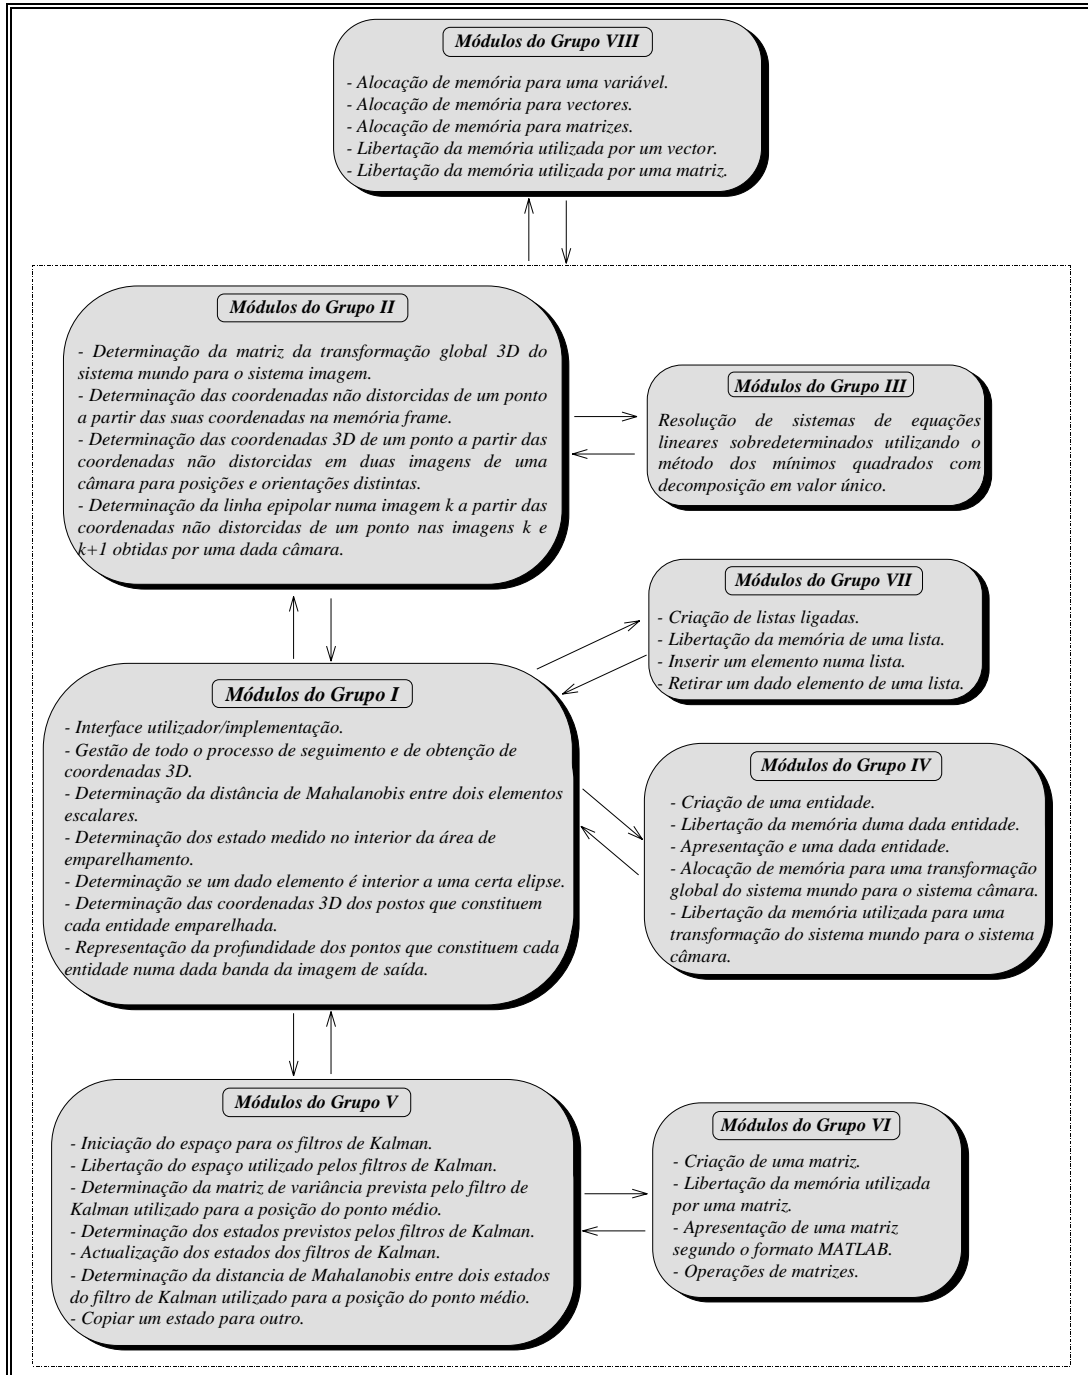 Módulos do Grupo VIII
- Alocação de memória para uma variável.
- Alocação de memória para vectores.
- Alocação de memória para matrizes.
- Libertação da memória utilizada por um vector.
- Libertação da memória utilizada por uma matriz.
Módulos do Grupo II
- Determinação da matriz da transformação global 3D do
sistema mundo para o sistema imagem.
- Determinação das coordenadas não distorcidas de um ponto
a partir das suas coordenadas na memória frame.
- Determinação das coordenadas 3D de um ponto a partir das
coordenadas não distorcidas em duas imagens de uma
câmara para posições e orientações distintas.
- Determinação da linha epipolar numa imagem k a partir das
coordenadas não distorcidas de um ponto nas imagens k e
k+1 obtidas por uma dada câmara.
Módulos do Grupo III
Resolução de sistemas de equações
lineares sobredeterminados utilizando o
método dos mínimos quadrados com
decomposição em valor único.
Módulos do Grupo VII
- Criação de listas ligadas.
- Libertação da memória de uma lista.
- Inserir um elemento numa lista.
- Retirar um dado elemento de uma lista.
Módulos do Grupo I
- Interface utilizador/implementação.
- Gestão de todo o processo de seguimento e de obtenção de
coordenadas 3D.
- Determinação da distância de Mahalanobis entre dois elementos
escalares.
- Determinação dos estado medido no interior da área de
emparelhamento.
- Determinação se um dado elemento é interior a uma certa elipse.
- Determinação das coordenadas 3D dos postos que constituem
cada entidade emparelhada.
- Representação da profundidade dos pontos que constituem cada
entidade numa dada banda da imagem de saída.
Módulos do Grupo IV
- Criação de uma entidade.
- Libertação da memória duma dada entidade.
- Apresentação e uma dada entidade.
- Alocação de memória para uma transformação
global do sistema mundo para o sistema câmara.
- Libertação da memória utilizada para uma
transformação do sistema mundo para o sistema
câmara.
Módulos do Grupo V
- Iniciação do espaço para os filtros de Kalman.
- Libertação do espaço utilizado pelos filtros de Kalman.
- Determinação da matriz de variância prevista pelo filtro de
Kalman utilizado para a posição do ponto médio.
- Determinação dos estados previstos pelos filtros de Kalman.
- Actualização dos estados dos filtros de Kalman.
- Determinação da distancia de Mahalanobis entre dois estados
do filtro de Kalman utilizado para a posição do ponto médio.
- Copiar um estado para outro.
Módulos do Grupo VI
- Criação de uma matriz.
- Libertação da memória utilizada
por uma matriz.
- Apresentação de uma matriz
segundo o formato MATLAB.
- Operações de matrizes.